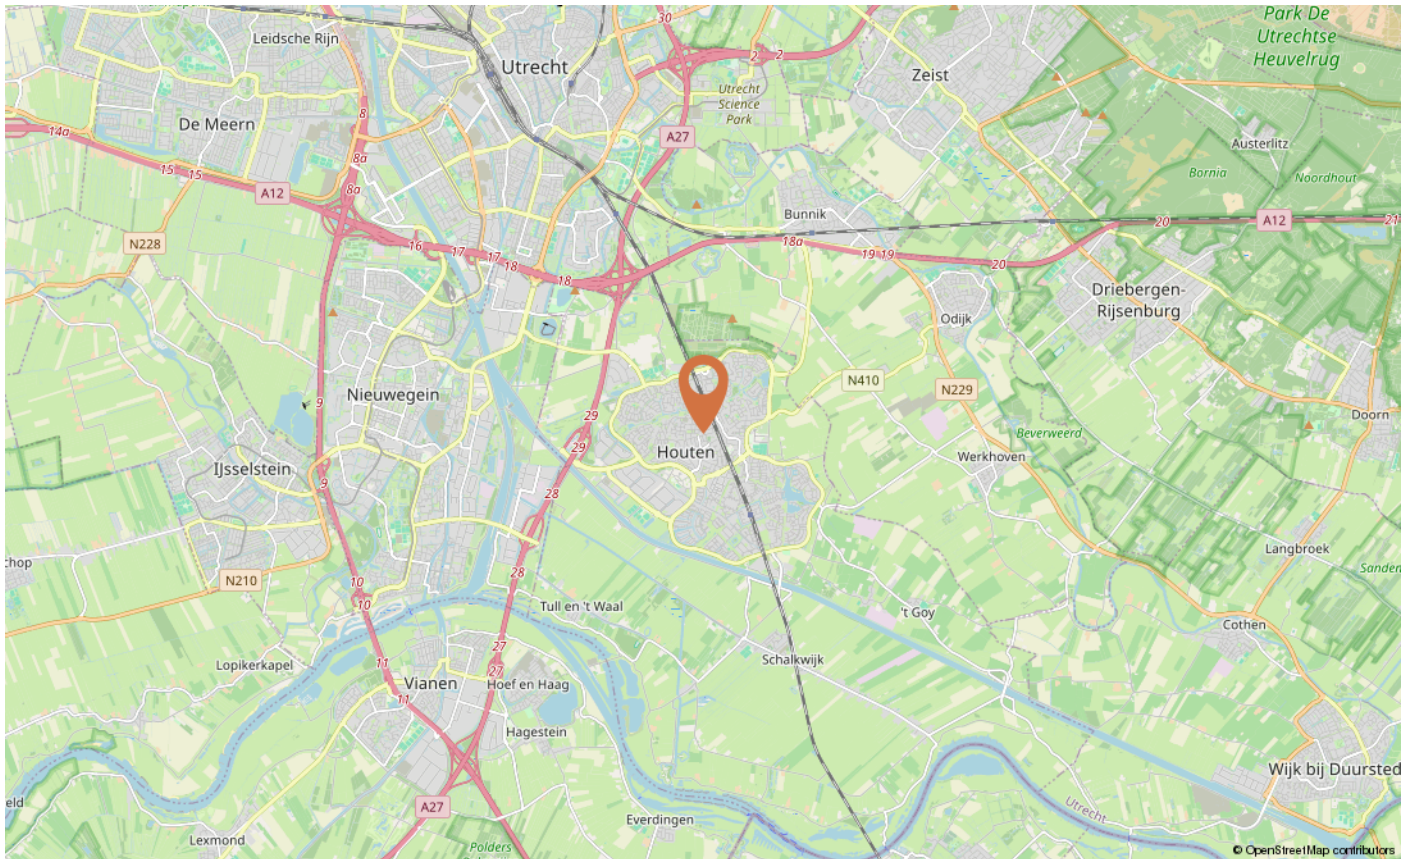 Leidsche Rijn
Utrecht
30
2
2
Zeist
Park De
Utrechtse
Heuvelrug
Utrecht
Science
Park
De Meern
8
14a
A27
Austerlitz
8a
15
15
A12
8a
Bornia
Noordhout
Bunnik
20
A12
21
N228
16
17
17
18
18
18a
19
19
20
Driebergen-
Rijsenburg
Odijk
N410
N229
Nieuwegein
9
29
29
Doorn
Beverweerd
Houten
Werkhoven
IJsselstein
9
28
chop
Langbroek
Sanden
N210
10
10
28
Tull en 't Waal
't Goy
Cothen
Lopikerkapel
11
27
27
Schalkwijk
Vianen
Hoef en Haag
11
Hagestein
Wijk bij Duursted
eld
A27
Utrecht
Everdingen
Lexmond
Polders
© OpenStreetMap contributors